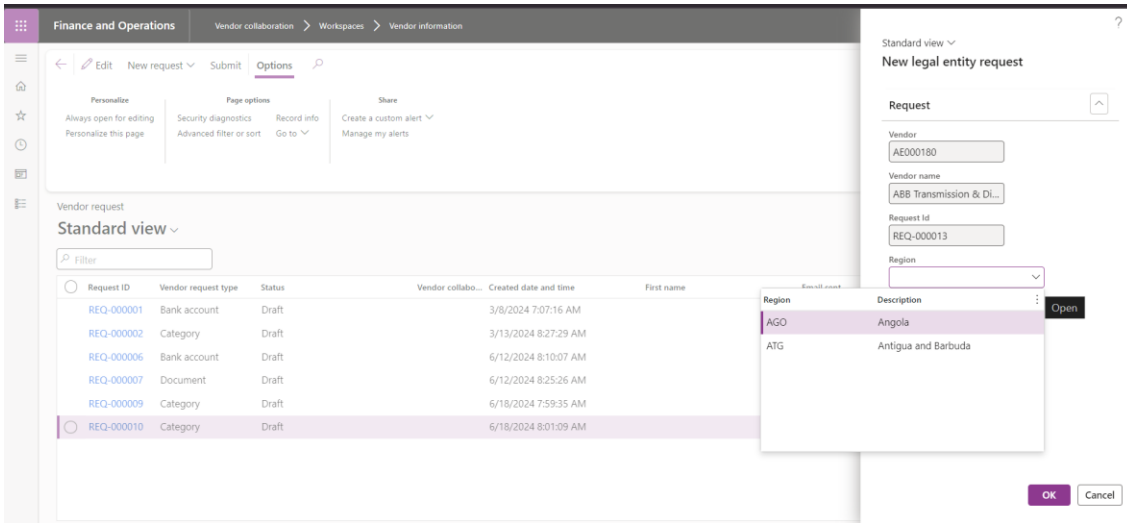 Finance and Operations
Vendor collaboration > Workspaces > Vendor information
Edit New request Submit Options
Personalize Page options Share
Always open for editing Security diagnostics Record info Create a custom alert
Personalize this page Advanced filter or sort Go to Manage my alerts
Vendor request
Standard view
Filter
Request ID Vendor request type Status Vendor collabo... Created date and time First name Email sent
REQ-000001 Bank account Draft 3/8/2024 7:07:16 AM
REQ-000002 Category Draft 3/13/2024 8:27:29 AM
REQ-000006 Bank account Draft 6/12/2024 8:10:07 AM
REQ-000007 Document Draft 6/12/2024 8:25:26 AM
REQ-000009 Category Draft 6/18/2024 7:59:35 AM
REQ-000010 Category Draft 6/18/2024 8:01:09 AM
?
Standard view
New legal entity request
Request
Vendor
AE000180
Vendor name
ABB Transmission & Di...
Request Id
REQ-000013
Region
Region Description
Open
AGO Angola
ATG Antigua and Barbuda
OK Cancel